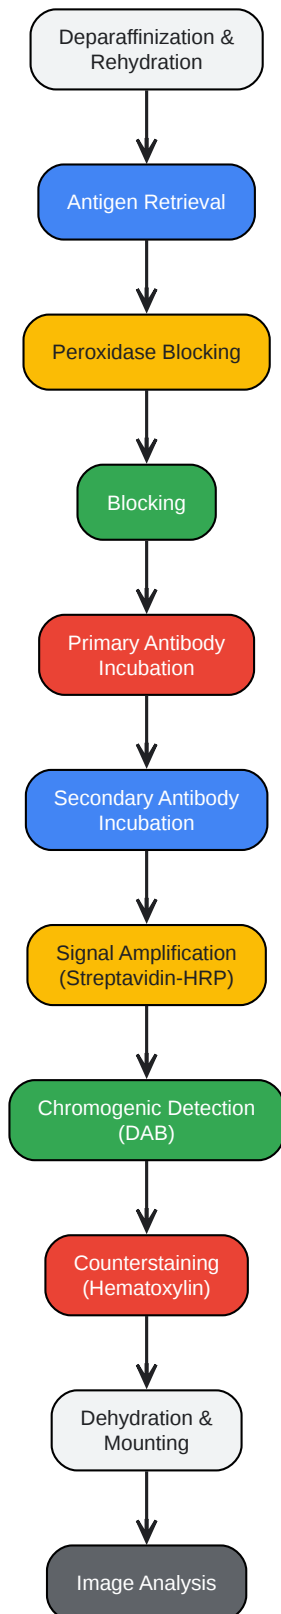 Deparaffinization &
Rehydration
Antigen Retrieval
Peroxidase Blocking
Blocking
Primary Antibody
Incubation
Secondary Antibody
Incubation
Signal Amplification
(Streptavidin-HRP)
Chromogenic Detection
(DAB)
Counterstaining
(Hematoxylin)
Dehydration &
Mounting
Image Analysis